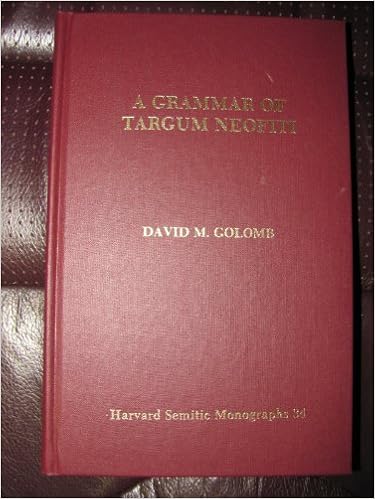 A GRAMMAR OF
TARGUM NEOFITI
DAVID M. GOLOMB
Harvard Semitic Monographs 34